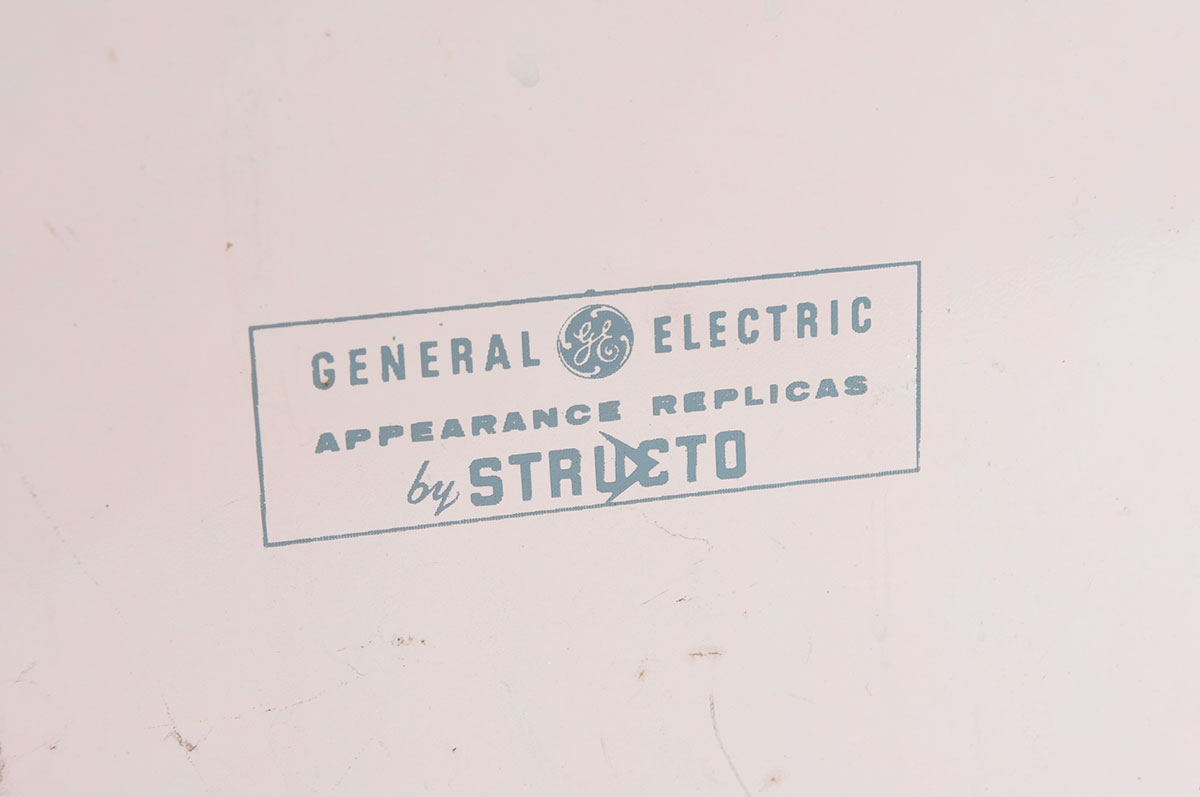 GENERAL GE ELECTRIC
APPEARANCE REPLICAS
by STRUCTO